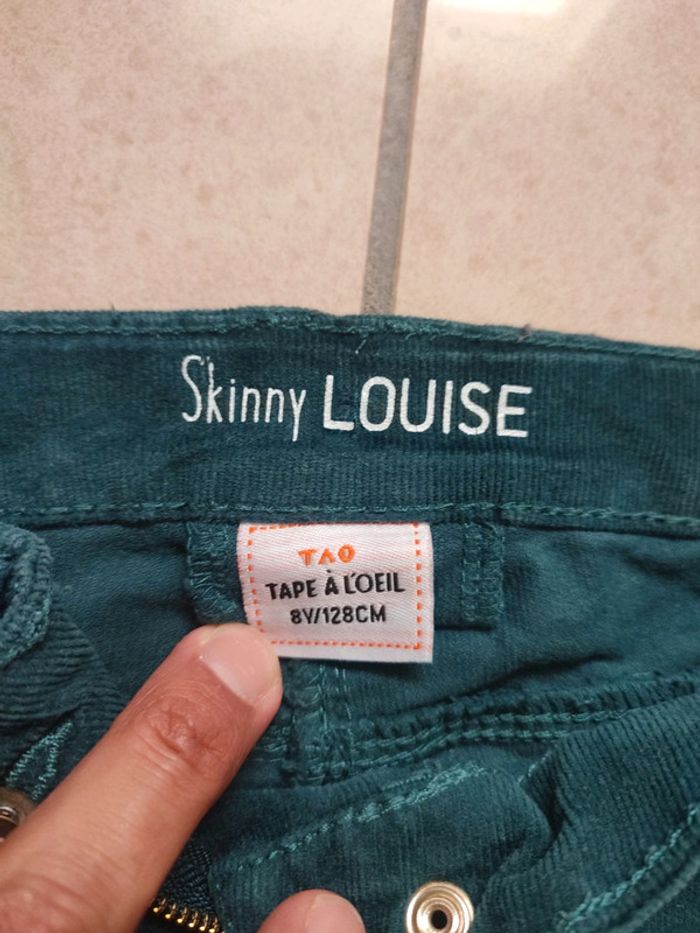 Skinny LOUISE
TAO
TAPE À L'OEIL
8Y/128CM